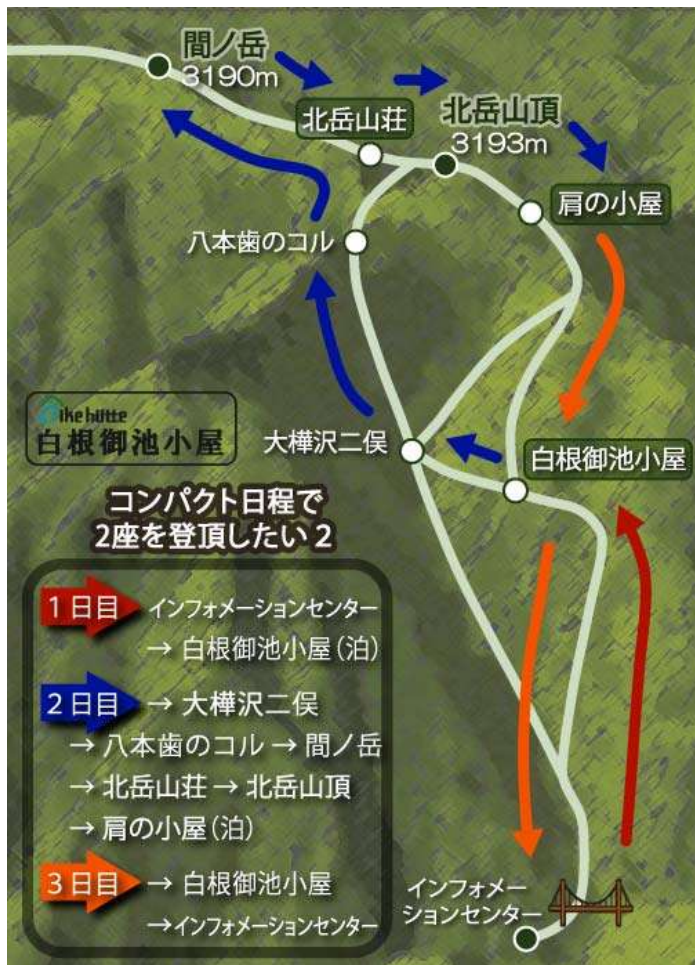 間ノ岳
3190m
北岳山荘
北岳山頂
3193m
肩の小屋
八本歯のコル
大樺沢二俣
白根御池小屋
ike hütte
白根御池小屋
コンパクト日程で
2座を登頂したい 2
1日目 インフォメーションセンター
→ 白根御池小屋(泊)
2日目 → 大樺沢二俣
→ 八本歯のコル → 間ノ岳
→ 北岳山荘 → 北岳山頂
→ 肩の小屋(泊)
3日目 → 白根御池小屋
→インフォメーションセンター
インフォメー
ションセンター